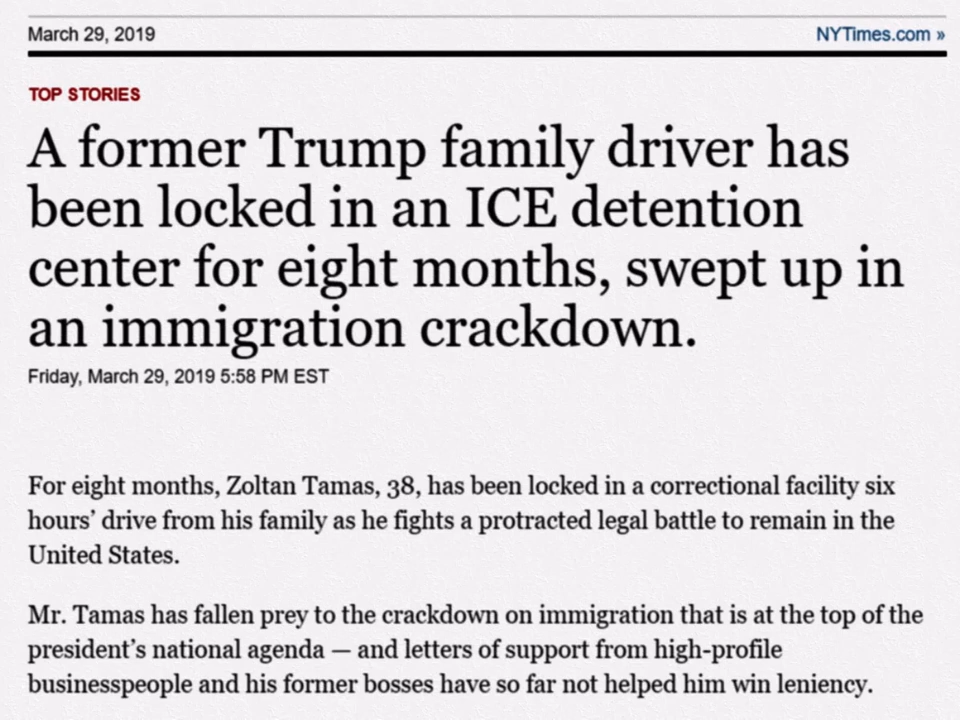 March 29, 2019 NYTimes.com »
TOP STORIES
A former Trump family driver has
been locked in an ICE detention
center for eight months, swept up in
an immigration crackdown.
Friday, March 29, 2019 5:58 PM EST
For eight months, Zoltan Tamas, 38, has been locked in a correctional facility six
hours’ drive from his family as he fights a protracted legal battle to remain in the
United States.
Mr. Tamas has fallen prey to the crackdown on immigration that is at the top of the
president’s national agenda — and letters of support from high-profile
businesspeople and his former bosses have so far not helped him win leniency.